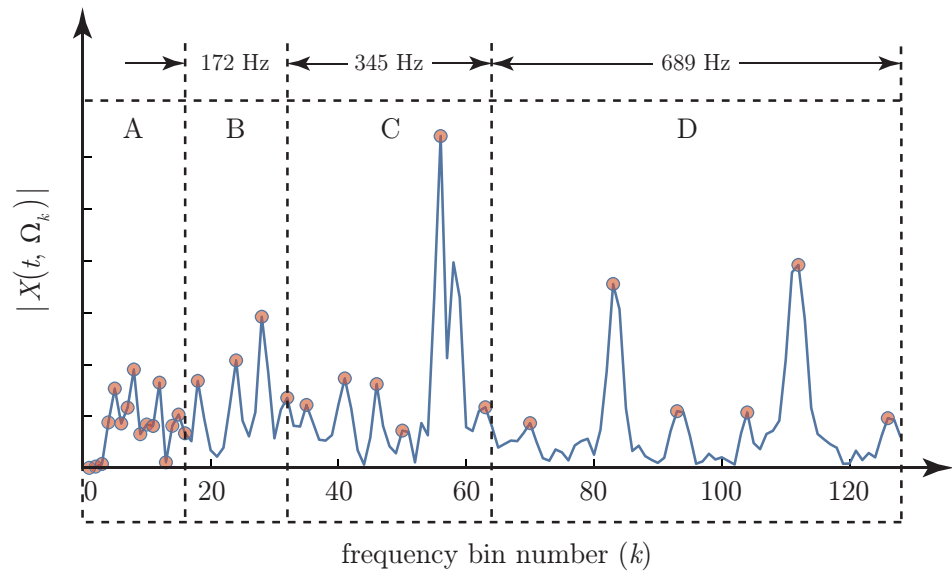 172 Hz 345 Hz 689 Hz
A B C D
|X(t, Ωₖ)|
0 20 40 60 80 100 120
frequency bin number (k)